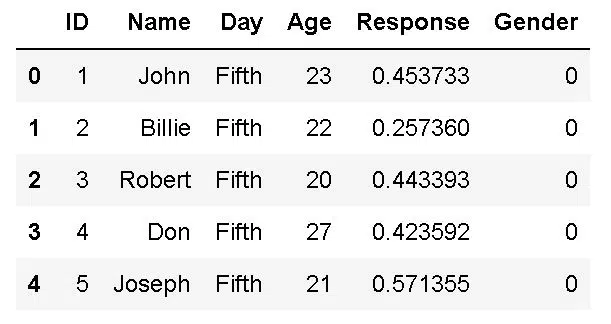 ID Name Day Age Response Gender
0 1 John Fifth 23 0.453733 0
1 2 Billie Fifth 22 0.257360 0
2 3 Robert Fifth 20 0.443393 0
3 4 Don Fifth 27 0.423592 0
4 5 Joseph Fifth 21 0.571355 0